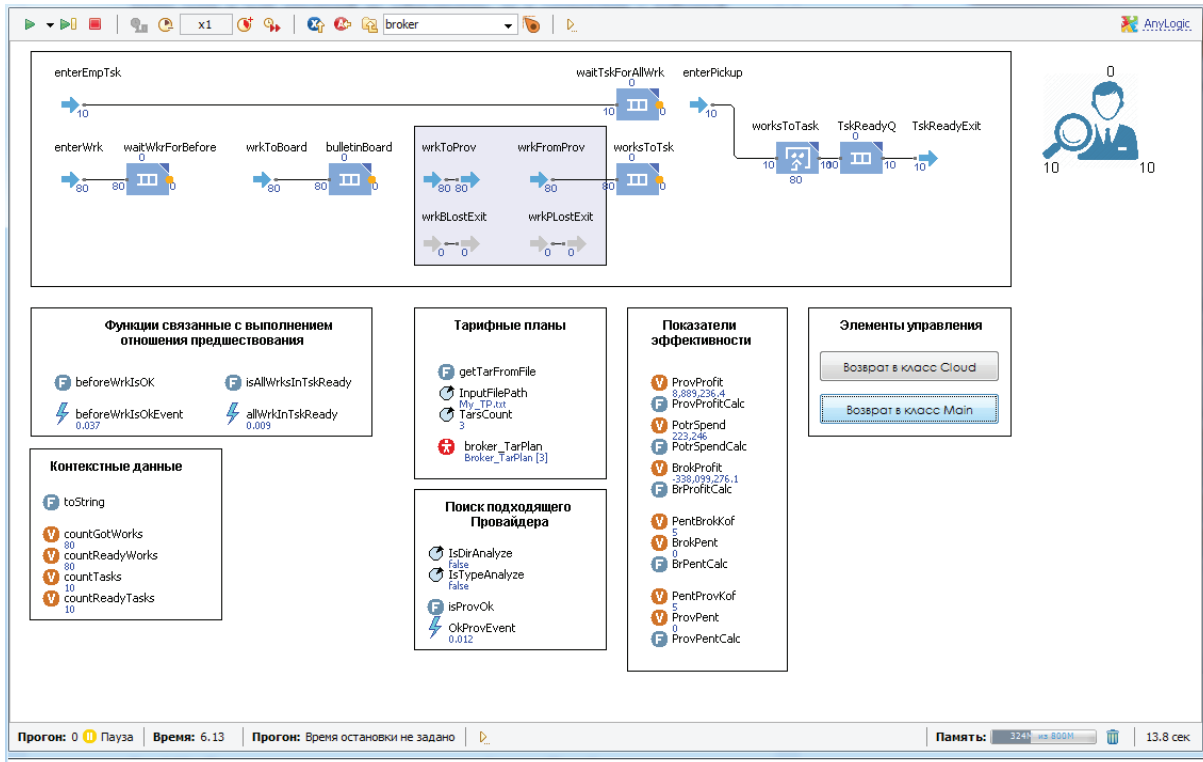 x1 broker AnyLogic
enterEmpTsk waitTskForAllWrk enterPickup 0
0
10 10 0 10
worksToTask TskReadyQ TskReadyExit
0
enterWrk waitWkrForBefore wrkToBoard bulletinBoard wrkToProv wrkFromProv worksToTsk
0 0 0
10 10 10 10
80 80 0 80 80 0 80 80 80 80 0 80 10 10
wrkBLostExit wrkPLostExit
0 0 0 0
Функции связанные с выполнением
отношения предшествования
beforeWrkIsOK isAllWrksInTskReady
beforeWrkIsOkEvent allWrkInTskReady
0.037 0.009
Контекстные данные
toString
countGotWorks
80
countReadyWorks
80
countTasks
10
countReadyTasks
10
Тарифные планы
getTarFromFile
InputFilePath
My_TP.txt
TarsCount
3
broker_TarPlan
Broker_TarPlan [3]
Поиск подходящего
Провайдера
IsDirAnalyze
false
IsTypeAnalyze
false
isProvOk
OkProvEvent
0.012
Показатели
эффективности
ProvProfit
8,889,236.4
ProvProfitCalc
PotrSpend
223,246
PotrSpendCalc
BrokProfit
-338,099,276.1
BrProfitCalc
PentBrokKof
5
BrokPent
0
BrPentCalc
PentProvKof
5
ProvPent
0
ProvPentCalc
Элементы управления
Возврат в класс Cloud
Возврат в класс Main
Прогон: 0 Пауза Время: 6.13 Прогон: Время остановки не задано Память: 324M из 800M 13.8 сек